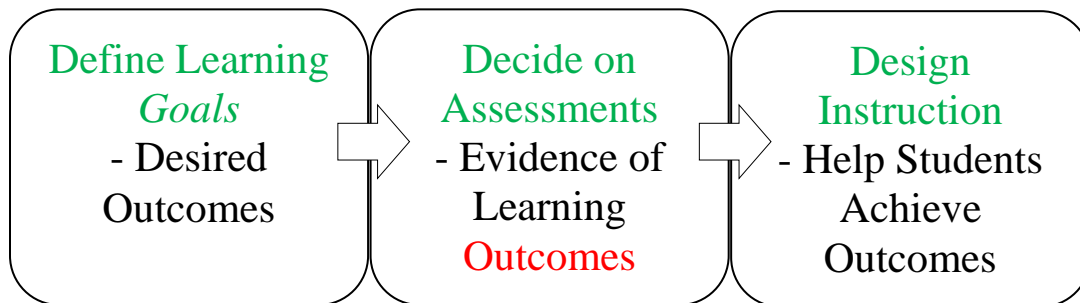 Define Learning
Goals
- Desired
Outcomes
Decide on
Assessments
- Evidence of
Learning
Outcomes
Design
Instruction
- Help Students
Achieve
Outcomes